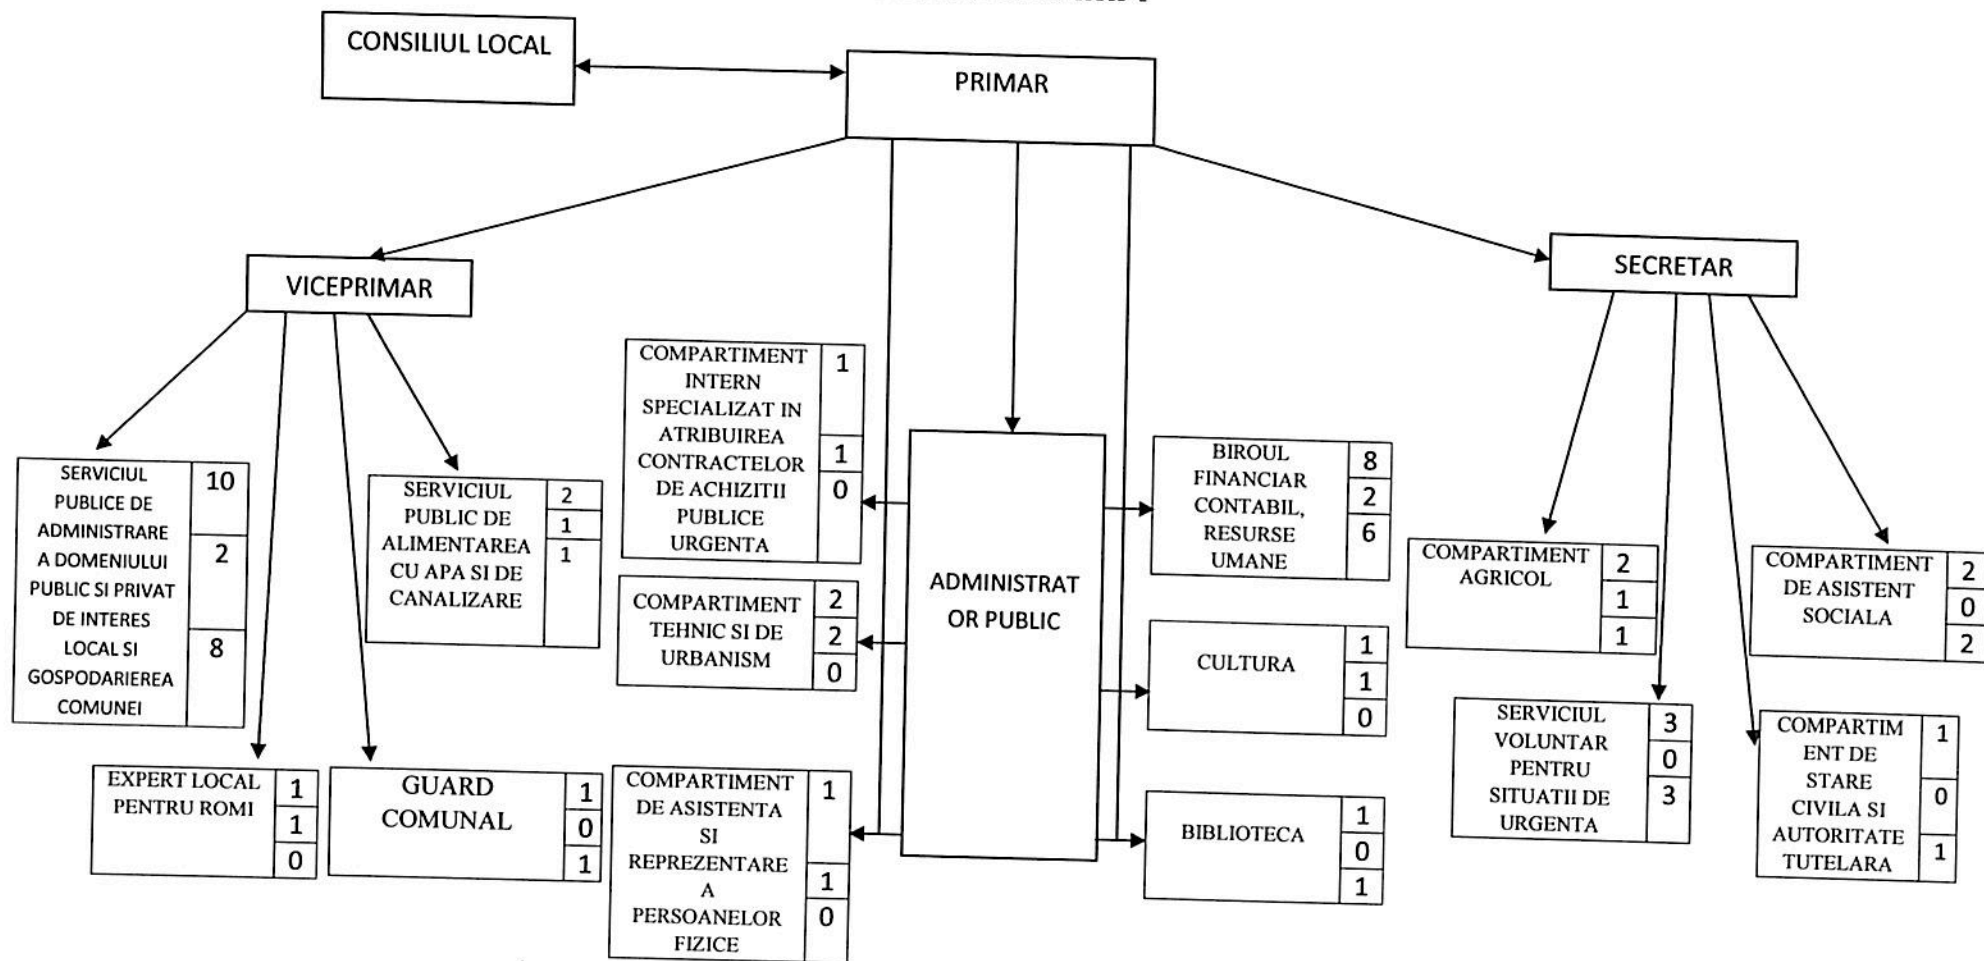 CONSILIUL LOCAL
PRIMAR
VICEPRIMAR
SECRETAR
SERVICIUL
PUBLICE DE
ADMINISTRARE
A DOMENIULUI
PUBLIC SI PRIVAT
DE INTERES
LOCAL SI
GOSPODARIEREA
COMUNEI
10
2
8
SERVICIUL
PUBLIC DE
ALIMENTAREA
CU APA SI DE
CANALIZARE
2
1
1
EXPERT LOCAL
PENTRU ROMI
1
1
0
GUARD
COMUNAL
1
0
1
COMPARTIMENT
INTERN
SPECIALIZAT IN
ATRIBUIREA
CONTRACTELOR
DE ACHIZITII
PUBLICE
URGENTA
1
1
0
COMPARTIMENT
TEHNIC SI DE
URBANISM
2
2
0
COMPARTIMENT
DE ASISTENTA
SI
REPREZENTARE
A
PERSOANELOR
FIZICE
1
1
0
ADMINISTRAT
OR PUBLIC
BIROUL
FINANCIAR
CONTABIL,
RESURSE
UMANE
8
2
6
CULTURA
1
1
0
BIBLIOTECA
1
0
1
COMPARTIMENT
AGRICOL
2
1
1
COMPARTIMENT
DE ASISTENT
SOCIALA
2
0
2
SERVICIUL
VOLUNTAR
PENTRU
SITUATII DE
URGENTA
3
0
3
COMPARTIM
ENT DE
STARE
CIVILA SI
AUTORITATE
TUTELARA
1
0
1